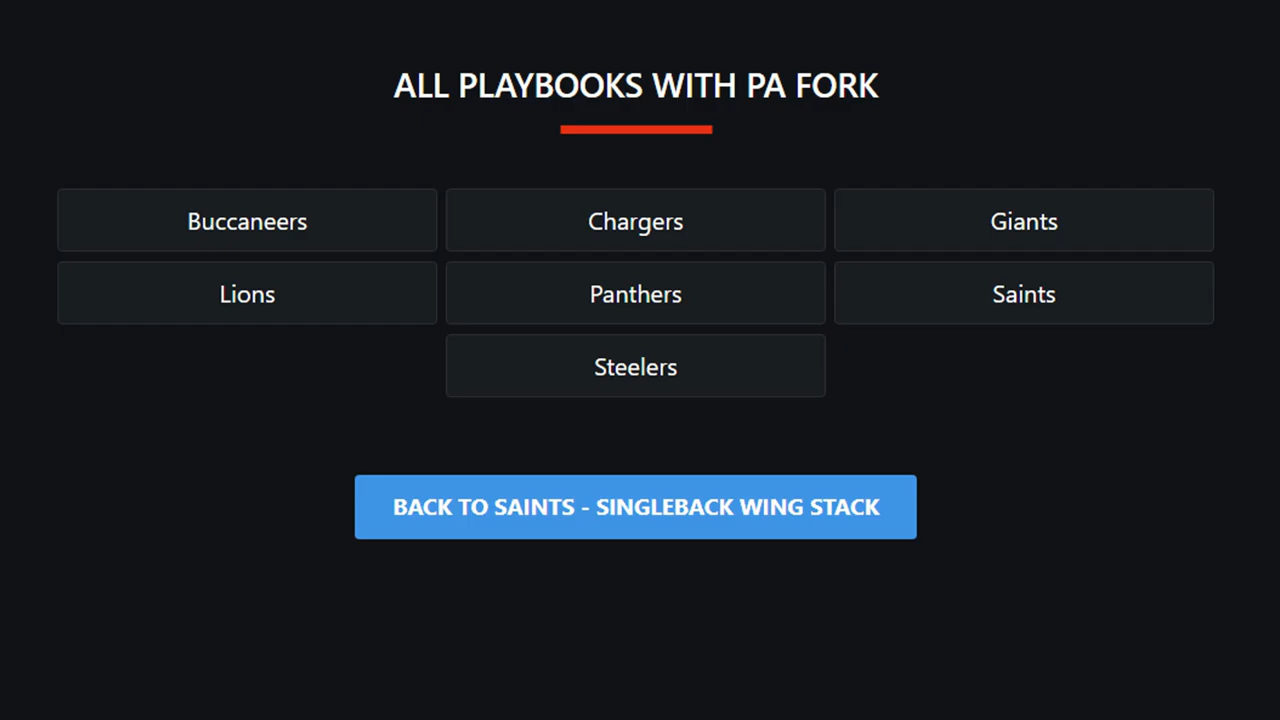 ALL PLAYBOOKS WITH PA FORK
Buccaneers
Chargers
Giants
Lions
Panthers
Saints
Steelers
BACK TO SAINTS - SINGLEBACK WING STACK